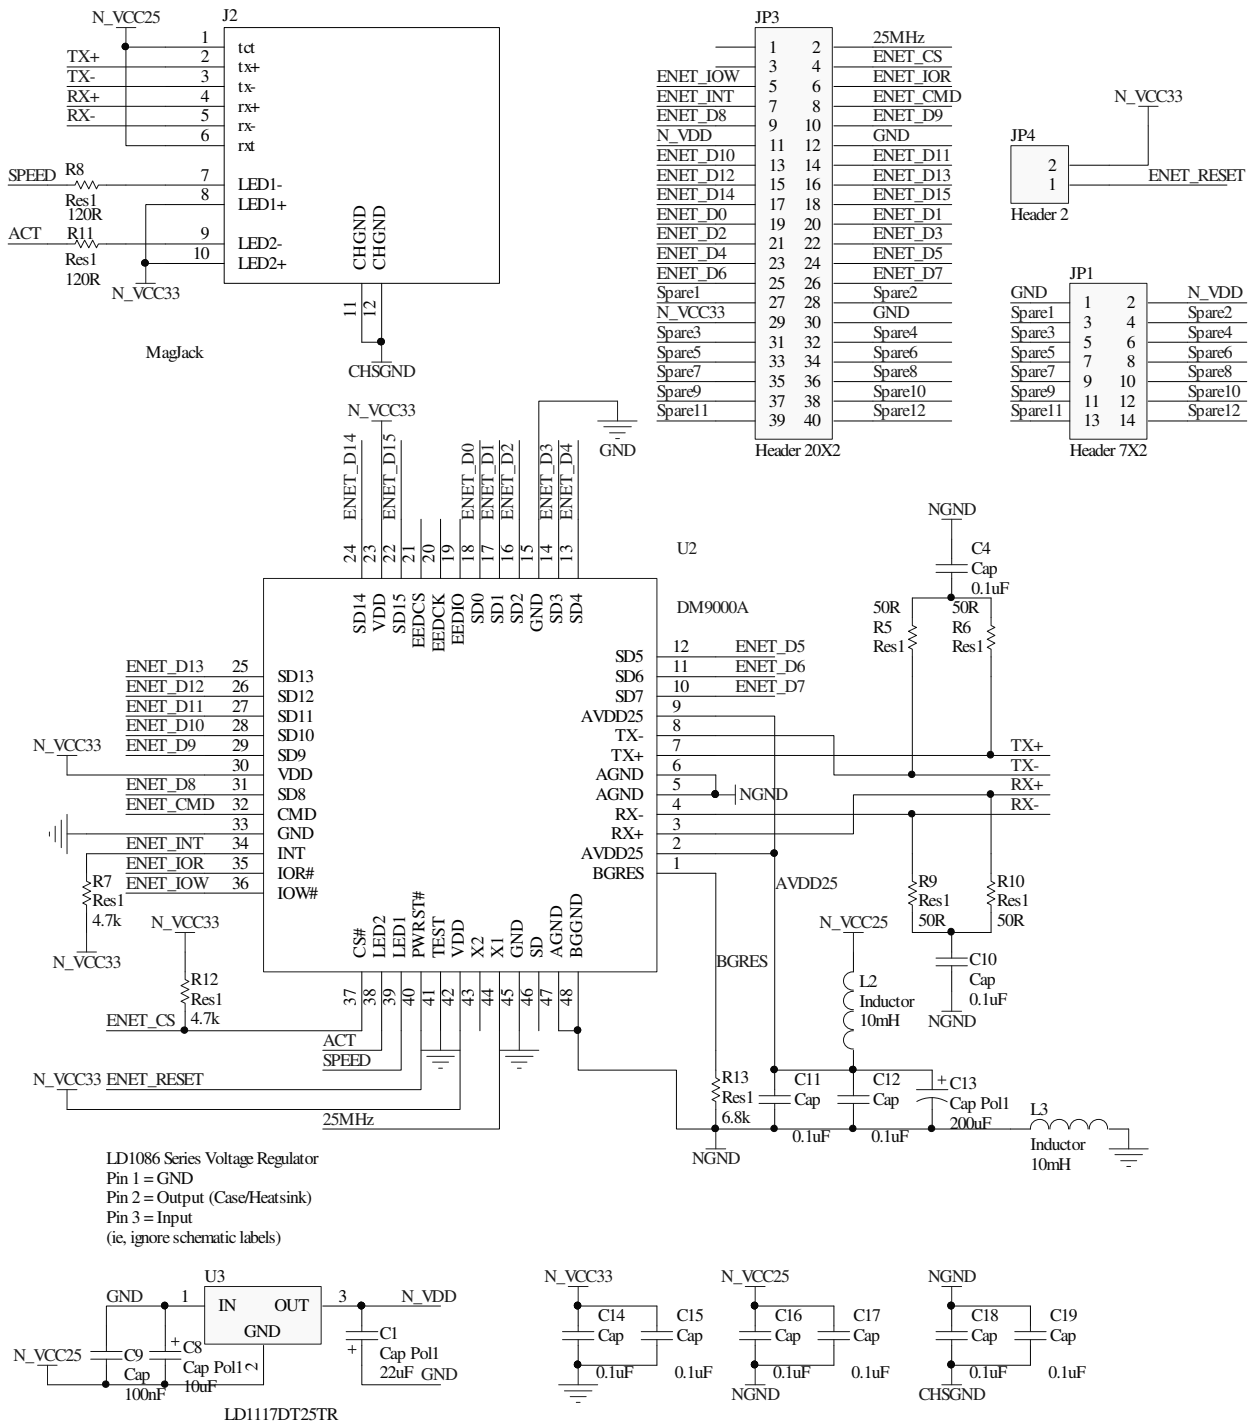 N_VCC25
J2
1
tct
TX+
2
tx+
TX-
3
tx-
RX+
4
rx+
RX-
5
rx-
6
rxt
SPEED
R8
7
LED1-
Res1
8
LED1+
120R
ACT
R11
9
LED2-
Res1
10
LED2+
120R
N_VCC33
CHGND
CHGND
11
12
MagJack
CHSGND
JP3
1 2 25MHz
3 4 ENET_CS
ENET_IOW 5 6 ENET_IOR
ENET_INT 7 8 ENET_CMD
ENET_D8 9 10 ENET_D9
N_VDD 11 12 GND
ENET_D10 13 14 ENET_D11
ENET_D12 15 16 ENET_D13
ENET_D14 17 18 ENET_D15
ENET_D0 19 20 ENET_D1
ENET_D2 21 22 ENET_D3
ENET_D4 23 24 ENET_D5
ENET_D6 25 26 ENET_D7
Spare1 27 28 Spare2
N_VCC33 29 30 GND
Spare3 31 32 Spare4
Spare5 33 34 Spare6
Spare7 35 36 Spare8
Spare9 37 38 Spare10
Spare11 39 40 Spare12
Header 20X2
N_VCC33
JP4
2
1 ENET_RESET
Header 2
JP1
GND 1 2 N_VDD
Spare1 3 4 Spare2
Spare3 5 6 Spare4
Spare5 7 8 Spare6
Spare7 9 10 Spare8
Spare9 11 12 Spare10
Spare11 13 14 Spare12
Header 7X2
N_VCC33
GND
ENET_D14
ENET_D15
ENET_D0
ENET_D1
ENET_D2
ENET_D3
ENET_D4
24 23 22 21 20 19 18 17 16 15 14 13
SD14
VDD
SD15
EEDCS
EEDCK
EEDIO
SD0
SD1
SD2
GND
SD3
SD4
U2
DM9000A
ENET_D13 25 SD13
ENET_D12 26 SD12
ENET_D11 27 SD11
ENET_D10 28 SD10
ENET_D9 29 SD9
N_VCC33
30 VDD
ENET_D8 31 SD8
ENET_CMD 32 CMD
33 GND
ENET_INT 34 INT
ENET_IOR 35 IOR#
ENET_IOW 36 IOW#
R7
Res1
4.7k
N_VCC33
N_VCC33
R12
Res1
4.7k
ENET_CS
SD5 12 ENET_D5
SD6 11 ENET_D6
SD7 10 ENET_D7
AVDD25 9
TX- 8
TX+ 7
AGND 6
AGND 5 NGND
RX- 4
RX+ 3
AVDD25 2
BGRES 1
CS#
LED2
LED1
PWRST#
TEST
VDD
X2
X1
GND
SD
AGND
BGGND
37 38 39 40 41 42 43 44 45 46 47 48
ACT
SPEED
N_VCC33
ENET_RESET
25MHz
NGND
C4
Cap
0.1uF
50R
R5
Res1
50R
R6
Res1
TX+
TX-
RX+
RX-
AVDD25
BGRES
R9
Res1
50R
R10
Res1
50R
C10
Cap
0.1uF
NGND
N_VCC25
L2
Inductor
10mH
R13
Res1
6.8k
NGND
C11
Cap
0.1uF
C12
Cap
0.1uF
+
C13
Cap Pol1
200uF
L3
Inductor
10mH
LD1086 Series Voltage Regulator
Pin 1 = GND
Pin 2 = Output (Case/Heatsink)
Pin 3 = Input
(ie, ignore schematic labels)
U3
GND 1 IN OUT 3 N_VDD
GND
2
N_VCC25
C9
Cap
100nF
+
C8
Cap Pol1
10uF
C1
+
Cap Pol1
22uF
GND
LD1117DT25TR
N_VCC33
C14
Cap
0.1uF
C15
Cap
0.1uF
N_VCC25
C16
Cap
0.1uF
C17
Cap
0.1uF
NGND
NGND
C18
Cap
0.1uF
C19
Cap
0.1uF
CHSGND